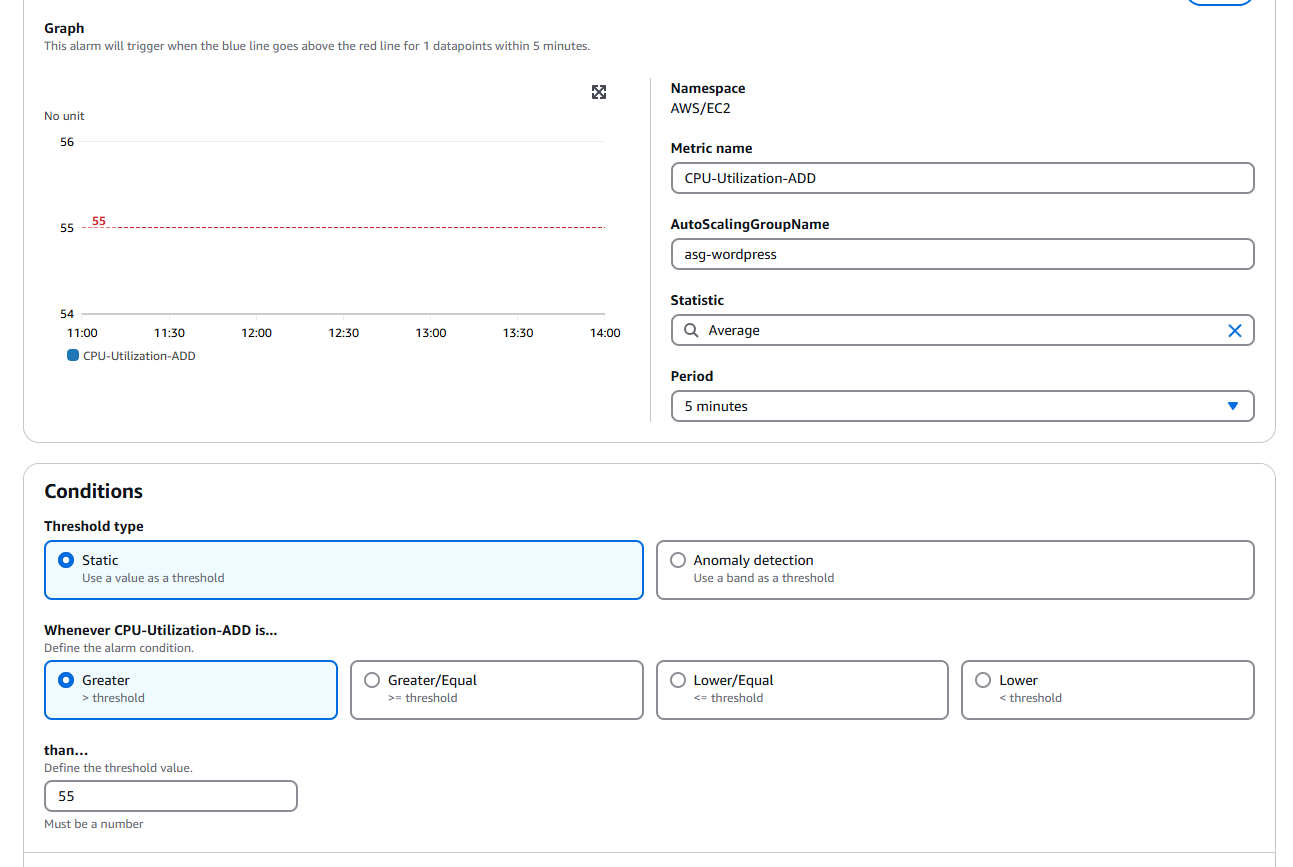 Graph
This alarm will trigger when the blue line goes above the red line for 1 datapoints within 5 minutes.
No unit
56
55
55
54
11:00 11:30 12:00 12:30 13:00 13:30 14:00
CPU-Utilization-ADD
Namespace
AWS/EC2
Metric name
CPU-Utilization-ADD
AutoScalingGroupName
asg-wordpress
Statistic
Average
Period
5 minutes
Conditions
Threshold type
Static
Use a value as a threshold
Anomaly detection
Use a band as a threshold
Whenever CPU-Utilization-ADD is...
Define the alarm condition.
Greater
> threshold
Greater/Equal
>= threshold
Lower/Equal
<= threshold
Lower
< threshold
than...
Define the threshold value.
55
Must be a number